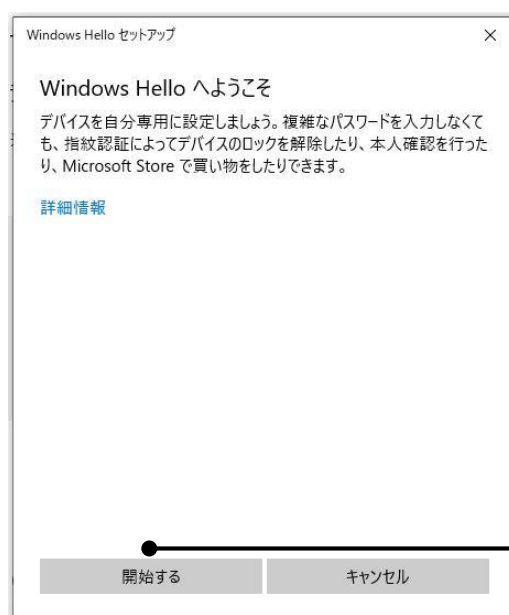 Windows Hello セットアップ
Windows Hello へようこそ
デバイスを自分専用に設定しましょう。複雑なパスワードを入力しなくて
も、指紋認証によってデバイスのロックを解除したり、本人確認を行った
り、Microsoft Store で買い物をしたりできます。
詳細情報
開始する
キャンセル